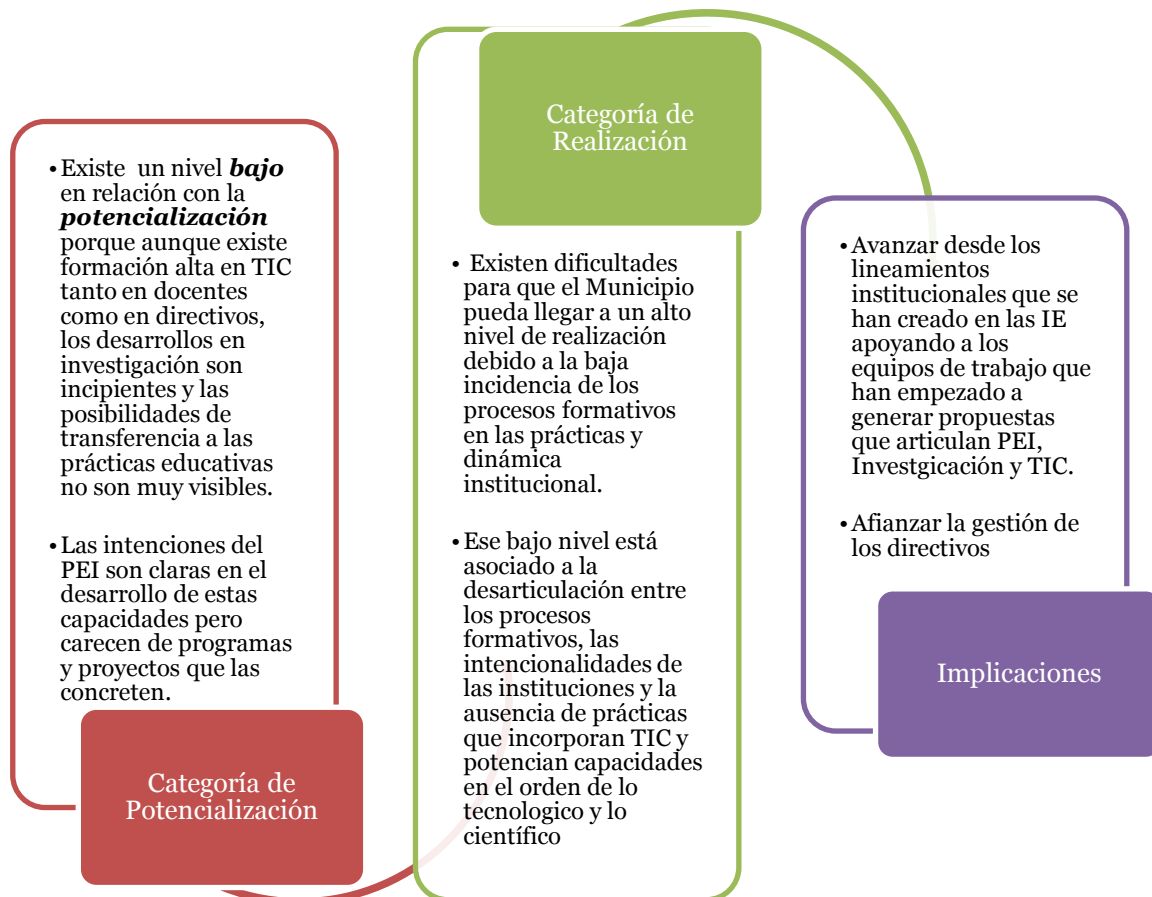 •Existe un nivel bajo
en relación con la
potencialización
porque aunque existe
formación alta en TIC
tanto en docentes
como en directivos,
los desarrollos en
investigación son
incipientes y las
posibilidades de
transferencia a las
prácticas educativas
no son muy visibles.
•Las intenciones del
PEI son claras en el
desarrollo de estas
capacidades pero
carecen de programas
y proyectos que las
concreten.
Categoría de
Potencialización
Categoría de
Realización
• Existen dificultades
para que el Municipio
pueda llegar a un alto
nivel de realización
debido a la baja
incidencia de los
procesos formativos
en las prácticas y
dinámica
institucional.
•Ese bajo nivel está
asociado a la
desarticulación entre
los procesos
formativos, las
intencionalidades de
las instituciones y la
ausencia de prácticas
que incorporan TIC y
potencian capacidades
en el orden de lo
tecnologico y lo
científico
•Avanzar desde los
lineamientos
institucionales que se
han creado en las IE
apoyando a los
equipos de trabajo que
han empezado a
generar propuestas
que articulan PEI,
Investgicación y TIC.
•Afianzar la gestión de
los directivos
Implicaciones